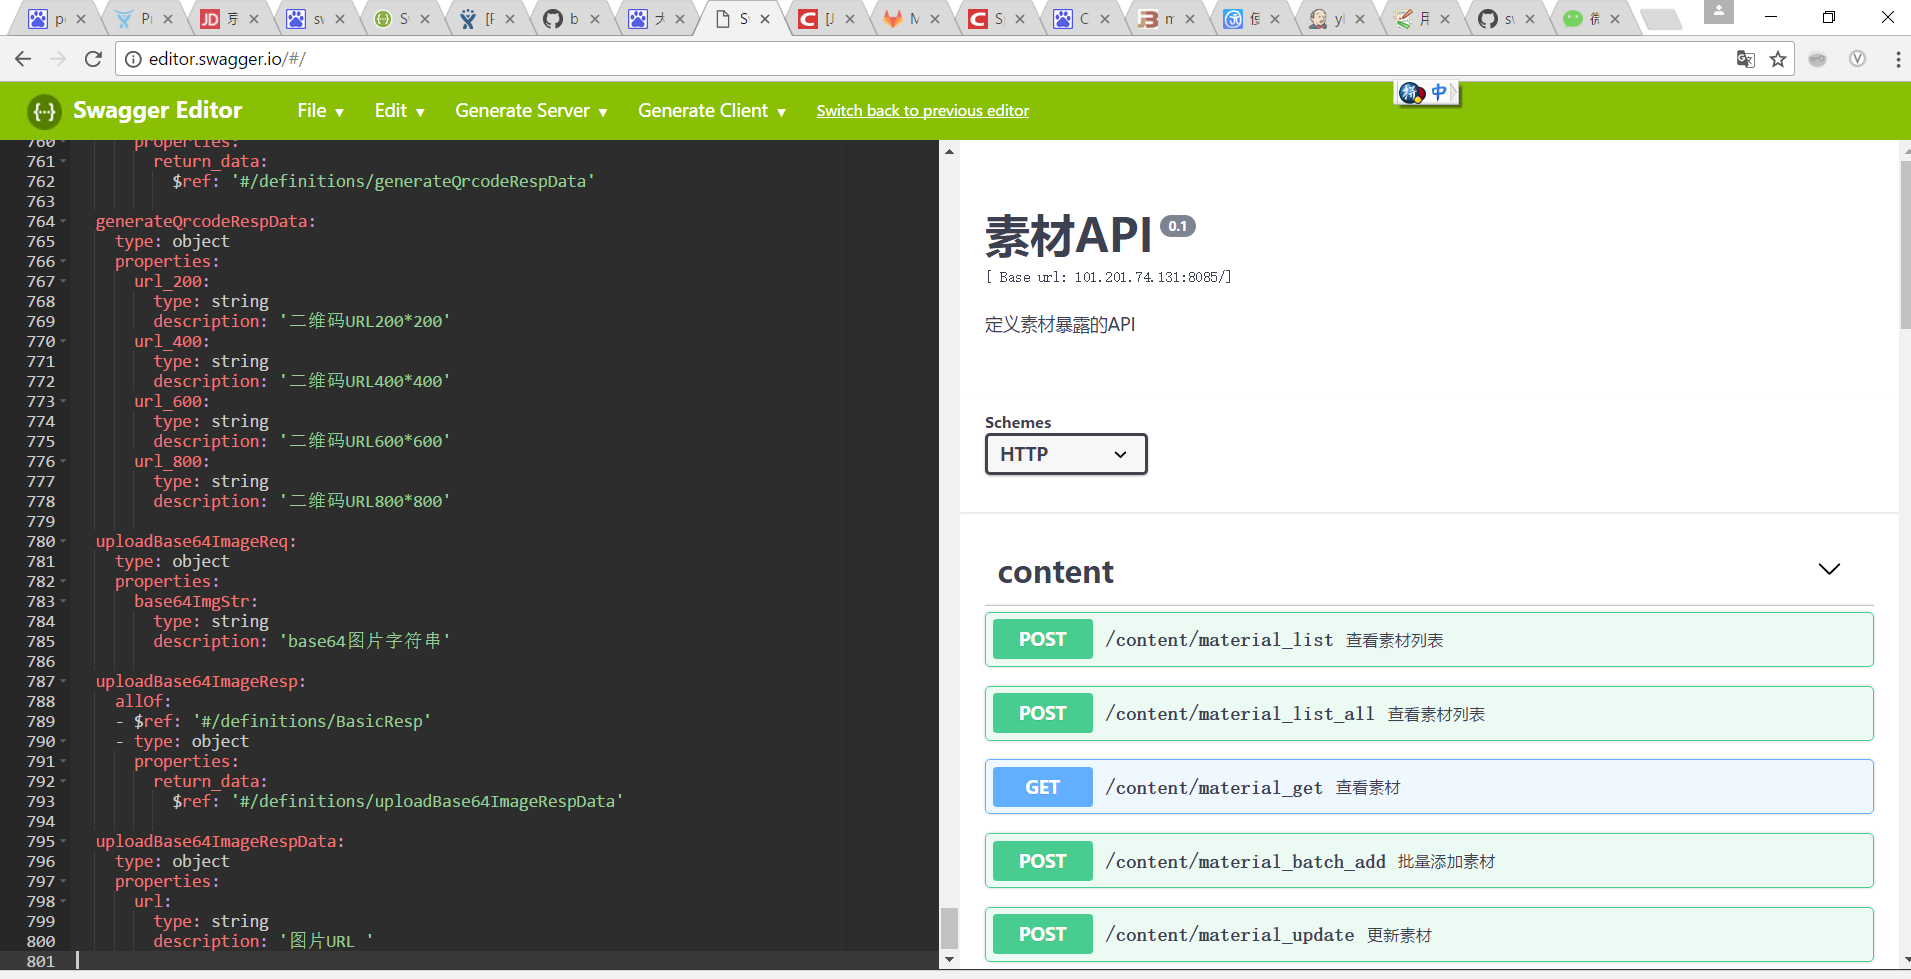 editor.swagger.io/#/
Swagger Editor
File ▾
Edit ▾
Generate Server ▾
Generate Client ▾
Switch back to previous editor
中
760 properties:
761 return_data:
762 $ref: '#/definitions/generateQrcodeRespData'
763
764 generateQrcodeRespData:
765 type: object
766 properties:
767 url_200:
768 type: string
769 description: '二维码URL200*200'
770 url_400:
771 type: string
772 description: '二维码URL400*400'
773 url_600:
774 type: string
775 description: '二维码URL600*600'
776 url_800:
777 type: string
778 description: '二维码URL800*800'
779
780 uploadBase64ImageReq:
781 type: object
782 properties:
783 base64ImgStr:
784 type: string
785 description: 'base64图片字符串'
786
787 uploadBase64ImageResp:
788 allOf:
789 - $ref: '#/definitions/BasicResp'
790 - type: object
791 properties:
792 return_data:
793 $ref: '#/definitions/uploadBase64ImageRespData'
794
795 uploadBase64ImageRespData:
796 type: object
797 properties:
798 url:
799 type: string
800 description: '图片URL '
801
素材API 0.1
[ Base url: 101.201.74.131:8085/]
定义素材暴露的API
Schemes
HTTP
content
POST /content/material_list 查看素材列表
POST /content/material_list_all 查看素材列表
GET /content/material_get 查看素材
POST /content/material_batch_add 批量添加素材
POST /content/material_update 更新素材